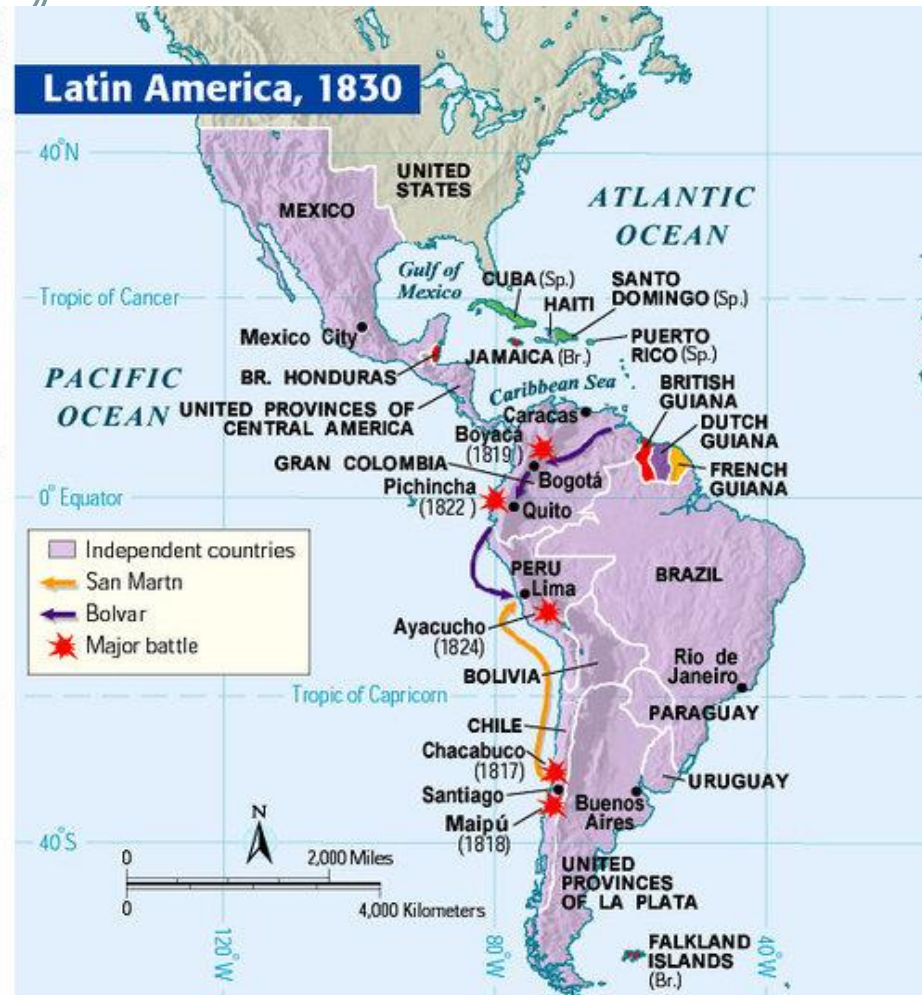 Latin America, 1830
40°N
UNITED
STATES
MEXICO
ATLANTIC
OCEAN
Gulf of
Mexico
CUBA (Sp.)
SANTO
DOMINGO (Sp.)
HAITI
Tropic of Cancer
Mexico City
PUERTO
RICO (Sp.)
JAMAICA (Br.)
BR. HONDURAS
PACIFIC
OCEAN
Caribbean Sea
BRITISH
GUIANA
UNITED PROVINCES OF
CENTRAL AMERICA
Caracas
DUTCH
GUIANA
Boyacá
(1819)
GRAN COLOMBIA
Bogotá
FRENCH
GUIANA
Pichincha
(1822)
0° Equator
Quito
Independent countries
San Martn
Bolvar
Major battle
PERU
Lima
BRAZIL
Ayacucho
(1824)
BOLIVIA
Rio de
Janeiro
Tropic of Capricorn
PARAGUAY
CHILE
Chacabuco
(1817)
Santiago
URUGUAY
Buenos
Aires
Maipú
(1818)
N
40°S
0
2,000 Miles
0
4,000 Kilometers
UNITED
PROVINCES
OF LA PLATA
120°W
80°W
40°W
FALKLAND
ISLANDS
(Br.)